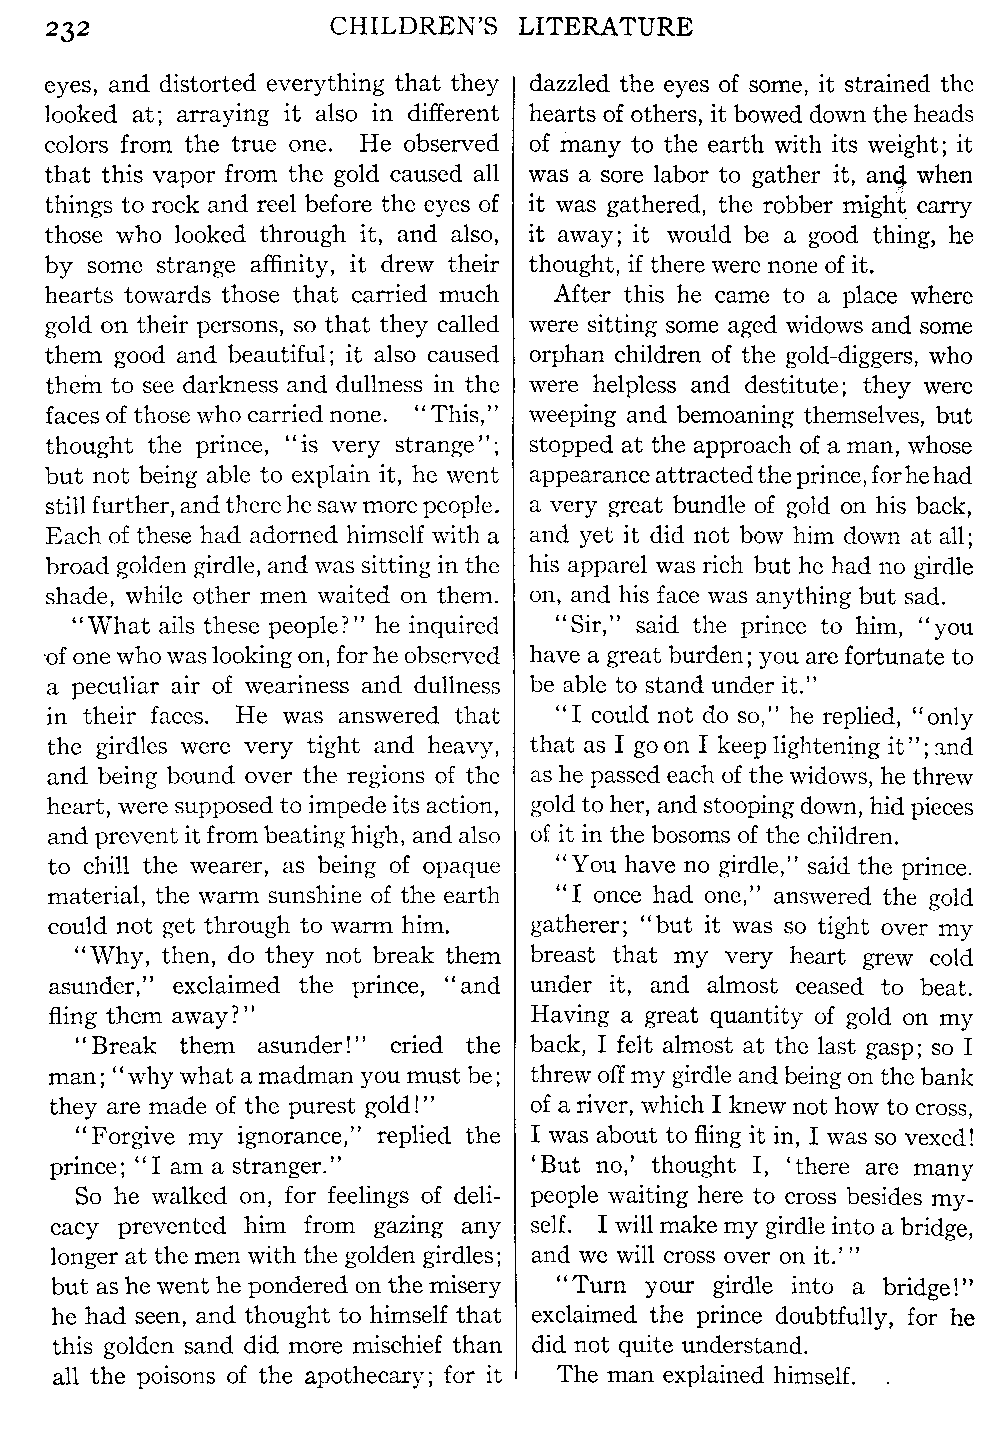 232 CHILDREN'S LITERATURE
eyes, and distorted everything that they
looked at; arraying it also in different
colors from the true one. He observed
that this vapor from the gold caused all
things to rock and reel before the eyes of
those who looked through it, and also,
by some strange affinity, it drew their
hearts towards those that carried much
gold on their persons, so that they called
them good and beautiful; it also caused
them to see darkness and dullness in the
faces of those who carried none. "This,"
thought the prince, "is very strange";
but not being able to explain it, he went
still further, and there he saw more people.
Each of these had adorned himself with a
broad golden girdle, and was sitting in the
shade, while other men waited on them.
"What ails these people?" he inquired
of one who was looking on, for he observed
a peculiar air of weariness and dullness
in their faces. He was answered that
the girdles were very tight and heavy,
and being bound over the regions of the
heart, were supposed to impede its action,
and prevent it from beating high, and also
to chill the wearer, as being of opaque
material, the warm sunshine of the earth
could not get through to warm him.
"Why, then, do they not break them
asunder," exclaimed the prince, "and
fling them away?"
"Break them asunder!" cried the
man; "why what a madman you must be;
they are made of the purest gold!"
"Forgive my ignorance," replied the
prince; "I am a stranger."
So he walked on, for feelings of deli-
cacy prevented him from gazing any
longer at the men with the golden girdles;
but as he went he pondered on the misery
he had seen, and thought to himself that
this golden sand did more mischief than
all the poisons of the apothecary; for it
dazzled the eyes of some, it strained the
hearts of others, it bowed down the heads
of many to the earth with its weight; it
was a sore labor to gather it, and when
it was gathered, the robber might carry
it away; it would be a good thing, he
thought, if there were none of it.
After this he came to a place where
were sitting some aged widows and some
orphan children of the gold-diggers, who
were helpless and destitute; they were
weeping and bemoaning themselves, but
stopped at the approach of a man, whose
appearance attracted the prince, for he had
a very great bundle of gold on his back,
and yet it did not bow him down at all;
his apparel was rich but he had no girdle
on, and his face was anything but sad.
"Sir," said the prince to him, "you
have a great burden; you are fortunate to
be able to stand under it."
"I could not do so," he replied, "only
that as I go on I keep lightening it"; and
as he passed each of the widows, he threw
gold to her, and stooping down, hid pieces
of it in the bosoms of the children.
"You have no girdle," said the prince.
"I once had one," answered the gold
gatherer; "but it was so tight over my
breast that my very heart grew cold
under it, and almost ceased to beat.
Having a great quantity of gold on my
back, I felt almost at the last gasp; so I
threw off my girdle and being on the bank
of a river, which I knew not how to cross,
I was about to fling it in, I was so vexed!
'But no,' thought I, 'there are many
people waiting here to cross besides my-
self. I will make my girdle into a bridge,
and we will cross over on it.'"
"Turn your girdle into a bridge!"
exclaimed the prince doubtfully, for he
did not quite understand.
The man explained himself.